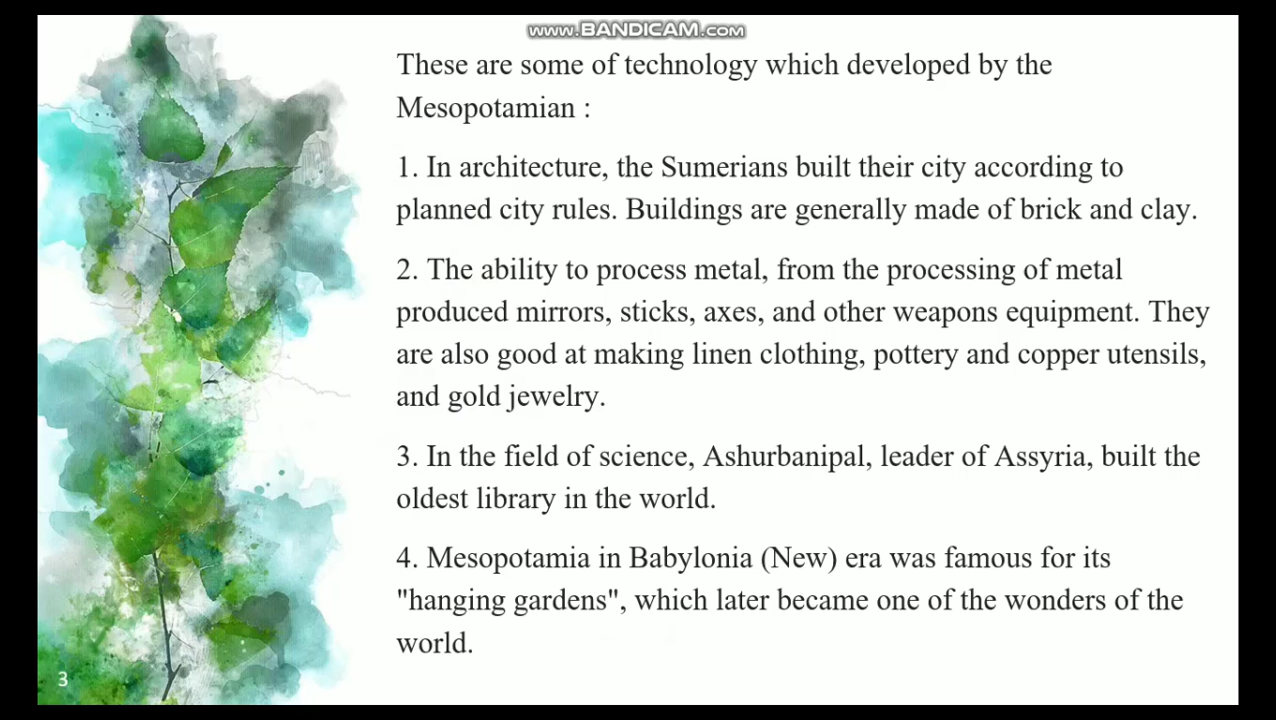 www.BANDICAM.com
These are some of technology which developed by the
Mesopotamian :
1. In architecture, the Sumerians built their city according to
planned city rules. Buildings are generally made of brick and clay.
2. The ability to process metal, from the processing of metal
produced mirrors, sticks, axes, and other weapons equipment. They
are also good at making linen clothing, pottery and copper utensils,
and gold jewelry.
3. In the field of science, Ashurbanipal, leader of Assyria, built the
oldest library in the world.
4. Mesopotamia in Babylonia (New) era was famous for its
"hanging gardens", which later became one of the wonders of the
world.
3